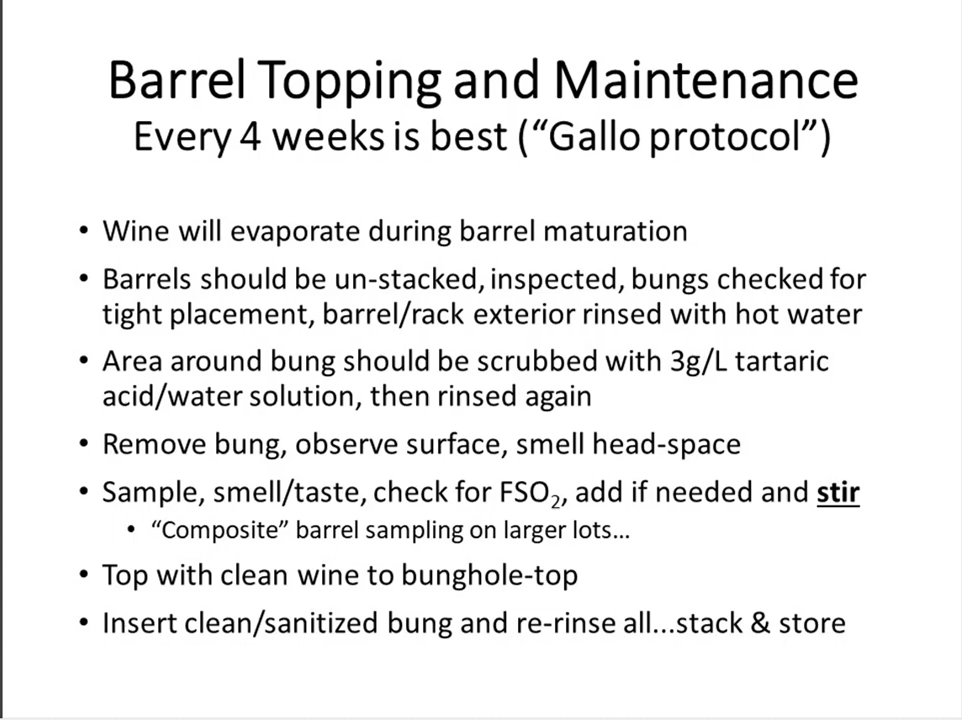 Barrel Topping and Maintenance
Every 4 weeks is best (“Gallo protocol”)
• Wine will evaporate during barrel maturation
• Barrels should be un-stacked, inspected, bungs checked for
tight placement, barrel/rack exterior rinsed with hot water
• Area around bung should be scrubbed with 3g/L tartaric
acid/water solution, then rinsed again
• Remove bung, observe surface, smell head-space
• Sample, smell/taste, check for FSO₂, add if needed and stir
• “Composite” barrel sampling on larger lots…
• Top with clean wine to bunghole-top
• Insert clean/sanitized bung and re-rinse all...stack & store